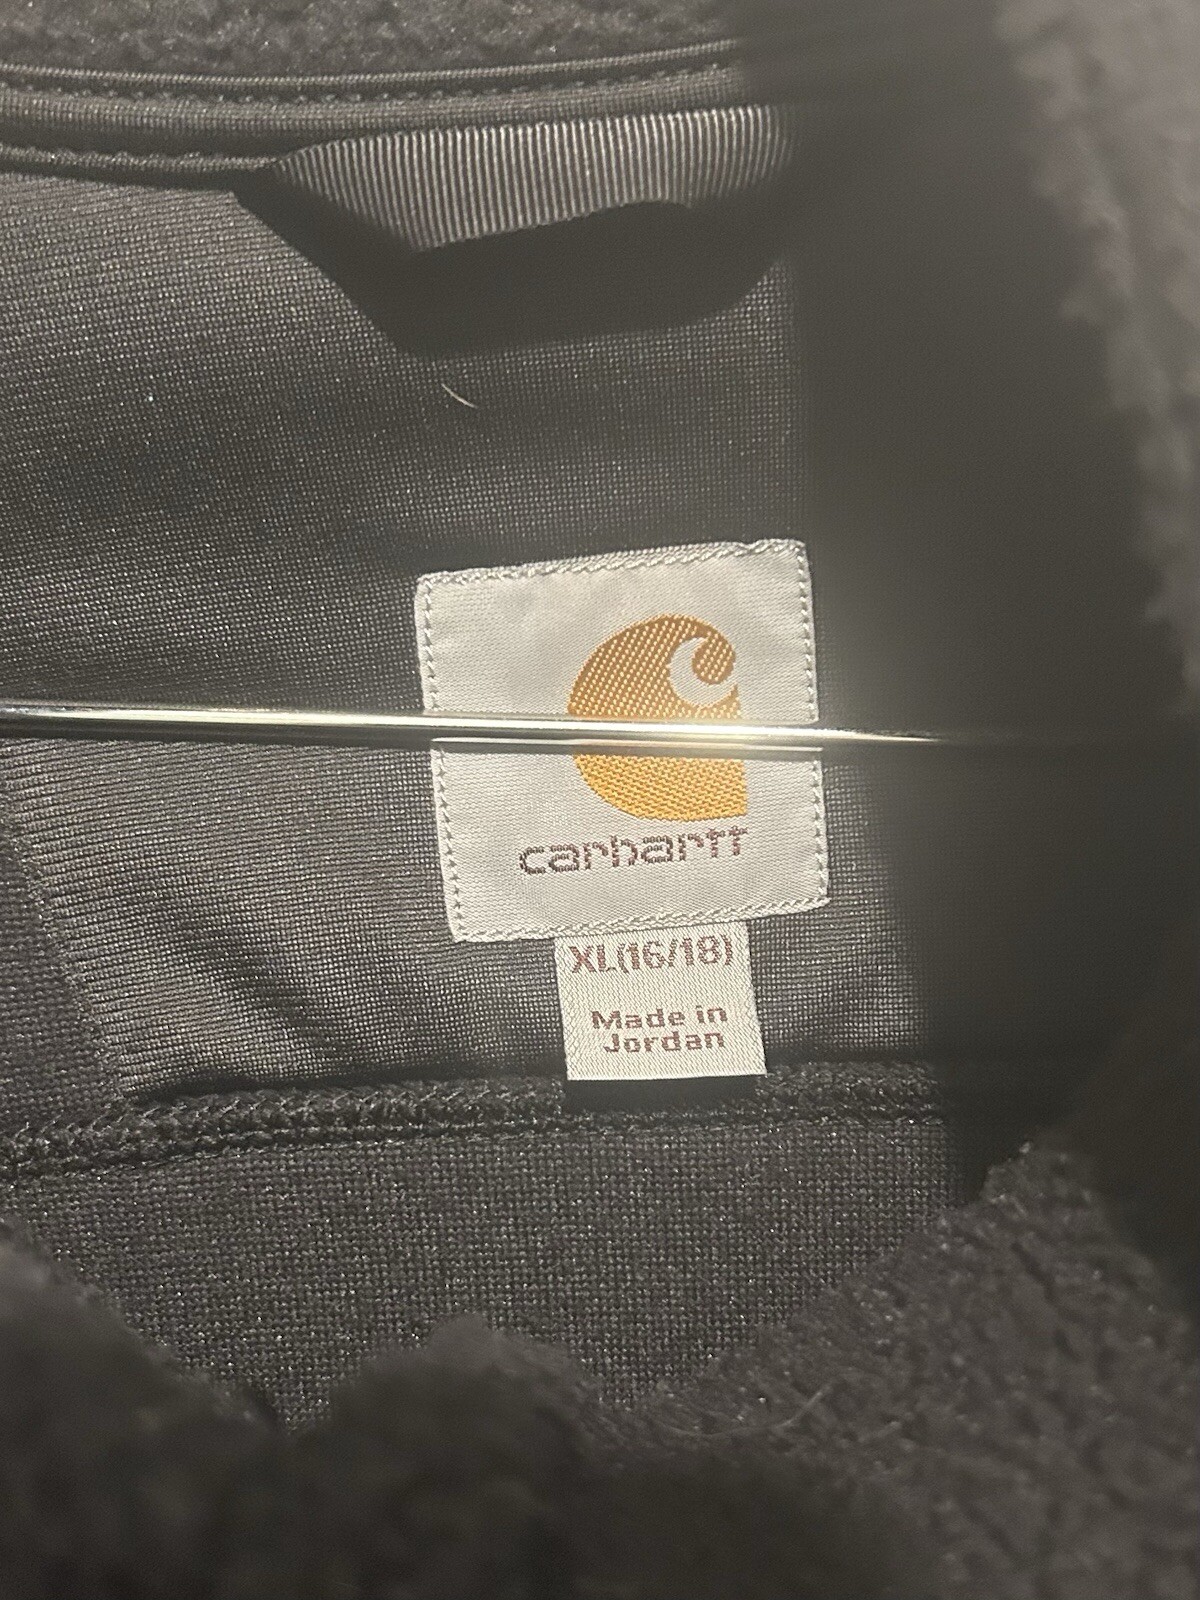 carhartt
XL(16/18)
Made in
Jordan